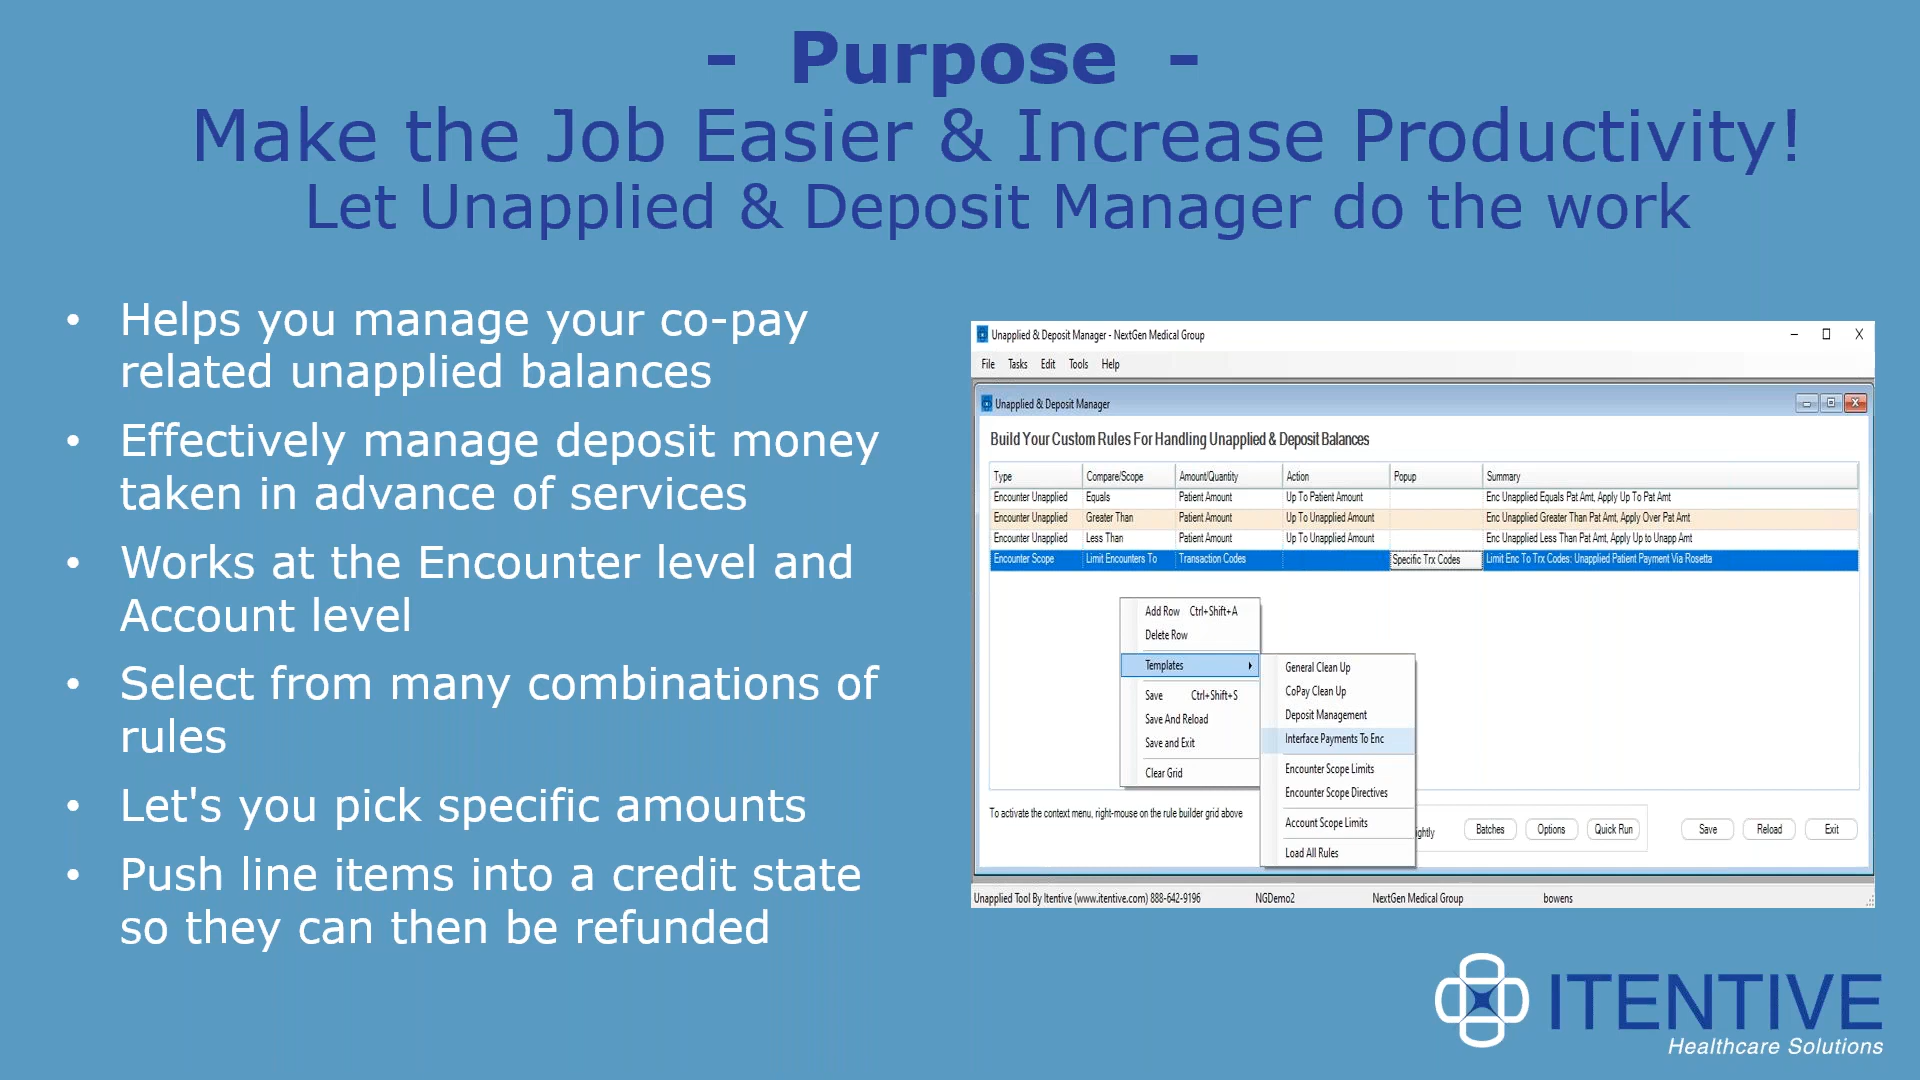 - Purpose -
Make the Job Easier & Increase Productivity!
Let Unapplied & Deposit Manager do the work
• Helps you manage your co-pay
related unapplied balances
• Effectively manage deposit money
taken in advance of services
• Works at the Encounter level and
Account level
• Select from many combinations of
rules
• Let's you pick specific amounts
• Push line items into a credit state
so they can then be refunded
Unapplied & Deposit Manager - NextGen Medical Group
File Tasks Edit Tools Help
Unapplied & Deposit Manager
Build Your Custom Rules For Handling Unapplied & Deposit Balances
Type Compare/Scope Amount/Quantity Action Popup Summary
Encounter Unapplied Equals Patient Amount Up To Patient Amount Enc Unapplied Equals Pat Amt, Apply Up To Pat Amt
Encounter Unapplied Greater Than Patient Amount Up To Unapplied Amount Enc Unapplied Greater Than Pat Amt, Apply Over Pat Amt
Encounter Unapplied Less Than Patient Amount Up To Unapplied Amount Enc Unapplied Less Than Pat Amt, Apply Up to Unapp Amt
Encounter Scope Limit Encounters To Transaction Codes Specific Trx Codes Limit Enc To Trx Codes: Unapplied Patient Payment Via Rosetta
Add Row Ctrl+Shift+A
Delete Row
Templates
Save Ctrl+Shift+S
Save And Reload
Save and Exit
Clear Grid
General Clean Up
CoPay Clean Up
Deposit Management
Interface Payments To Enc
Encounter Scope Limits
Encounter Scope Directives
Account Scope Limits
Load All Rules
To activate the context menu, right-mouse on the rule builder grid above
ightly Batches Options Quick Run Save Reload Exit
Unapplied Tool By Itentive (www.itentive.com) 888-642-9196 NGDemo2 NextGen Medical Group bowens
ITENTIVE
Healthcare Solutions